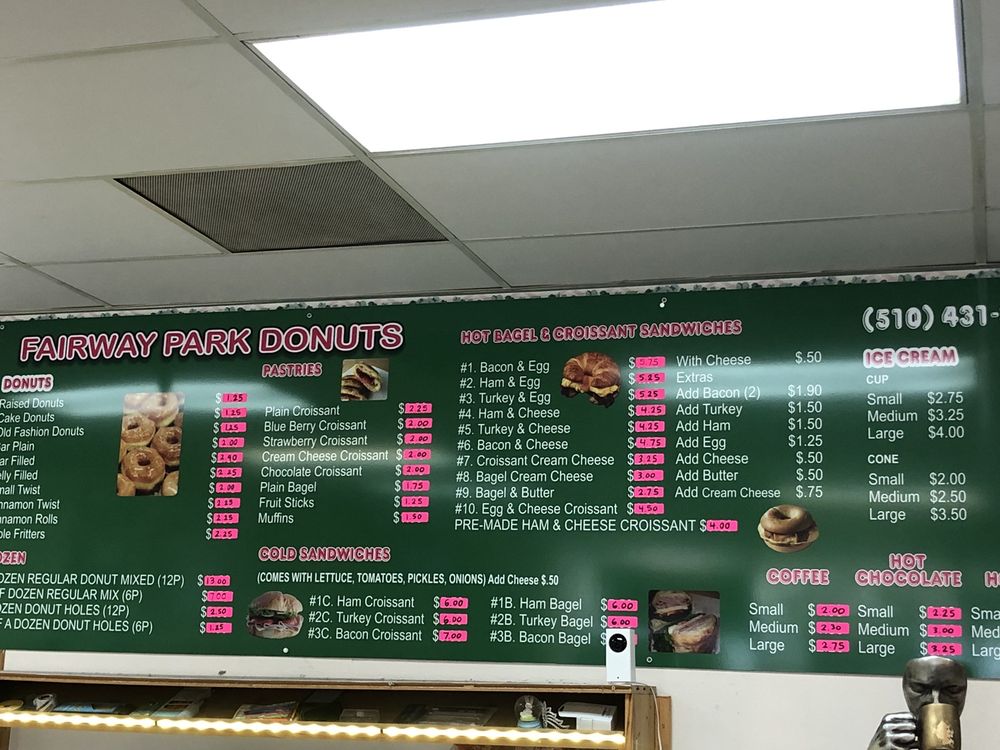 FAIRWAY PARK DONUTS
(510) 431-
DONUTS
Raised Donuts $1.25
Cake Donuts $1.25
Old Fashion Donuts $1.25
ar Plain $2.00
ar Filled $2.90
elly Filled $2.25
mall Twist $2.00
nnamon Twist $2.25
nnamon Rolls $2.25
ple Fritters $2.25
OZEN
OZEN REGULAR DONUT MIXED (12P) $13.00
F DOZEN REGULAR MIX (6P) $7.00
OZEN DONUT HOLES (12P) $2.50
F A DOZEN DONUT HOLES (6P) $1.25
PASTRIES
Plain Croissant $2.25
Blue Berry Croissant $2.00
Strawberry Croissant $2.00
Cream Cheese Croissant $2.00
Chocolate Croissant $2.00
Plain Bagel $1.75
Fruit Sticks $1.25
Muffins $1.50
HOT BAGEL & CROISSANT SANDWICHES
#1. Bacon & Egg $5.75
#2. Ham & Egg $5.25
#3. Turkey & Egg $5.25
#4. Ham & Cheese $4.25
#5. Turkey & Cheese $4.25
#6. Bacon & Cheese $4.75
#7. Croissant Cream Cheese $3.25
#8. Bagel Cream Cheese $3.00
#9. Bagel & Butter $2.75
#10. Egg & Cheese Croissant $4.50
PRE-MADE HAM & CHEESE CROISSANT $4.00
With Cheese $.50
Extras
Add Bacon (2) $1.90
Add Turkey $1.50
Add Ham $1.50
Add Egg $1.25
Add Cheese $.50
Add Butter $.50
Add Cream Cheese $.75
COLD SANDWICHES
(COMES WITH LETTUCE, TOMATOES, PICKLES, ONIONS) Add Cheese $.50
#1C. Ham Croissant $6.00
#2C. Turkey Croissant $6.00
#3C. Bacon Croissant $7.00
#1B. Ham Bagel $6.00
#2B. Turkey Bagel $6.00
#3B. Bacon Bagel
ICE CREAM
CUP
Small $2.75
Medium $3.25
Large $4.00
CONE
Small $2.00
Medium $2.50
Large $3.50
COFFEE
Small $2.00
Medium $2.30
Large $2.75
HOT
CHOCOLATE
Small $2.25
Medium $3.00
Large $3.25
H
Sma
Med
Larg